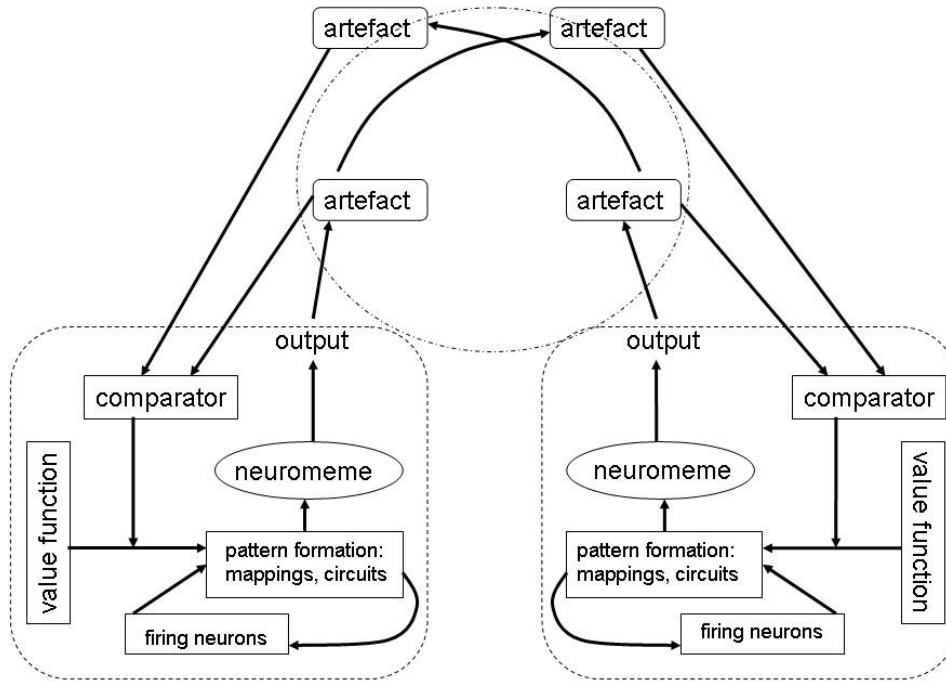 artefact
artefact
artefact
artefact
output
output
comparator
comparator
neuromeme
neuromeme
value function
value function
pattern formation:
mappings, circuits
pattern formation:
mappings, circuits
firing neurons
firing neurons